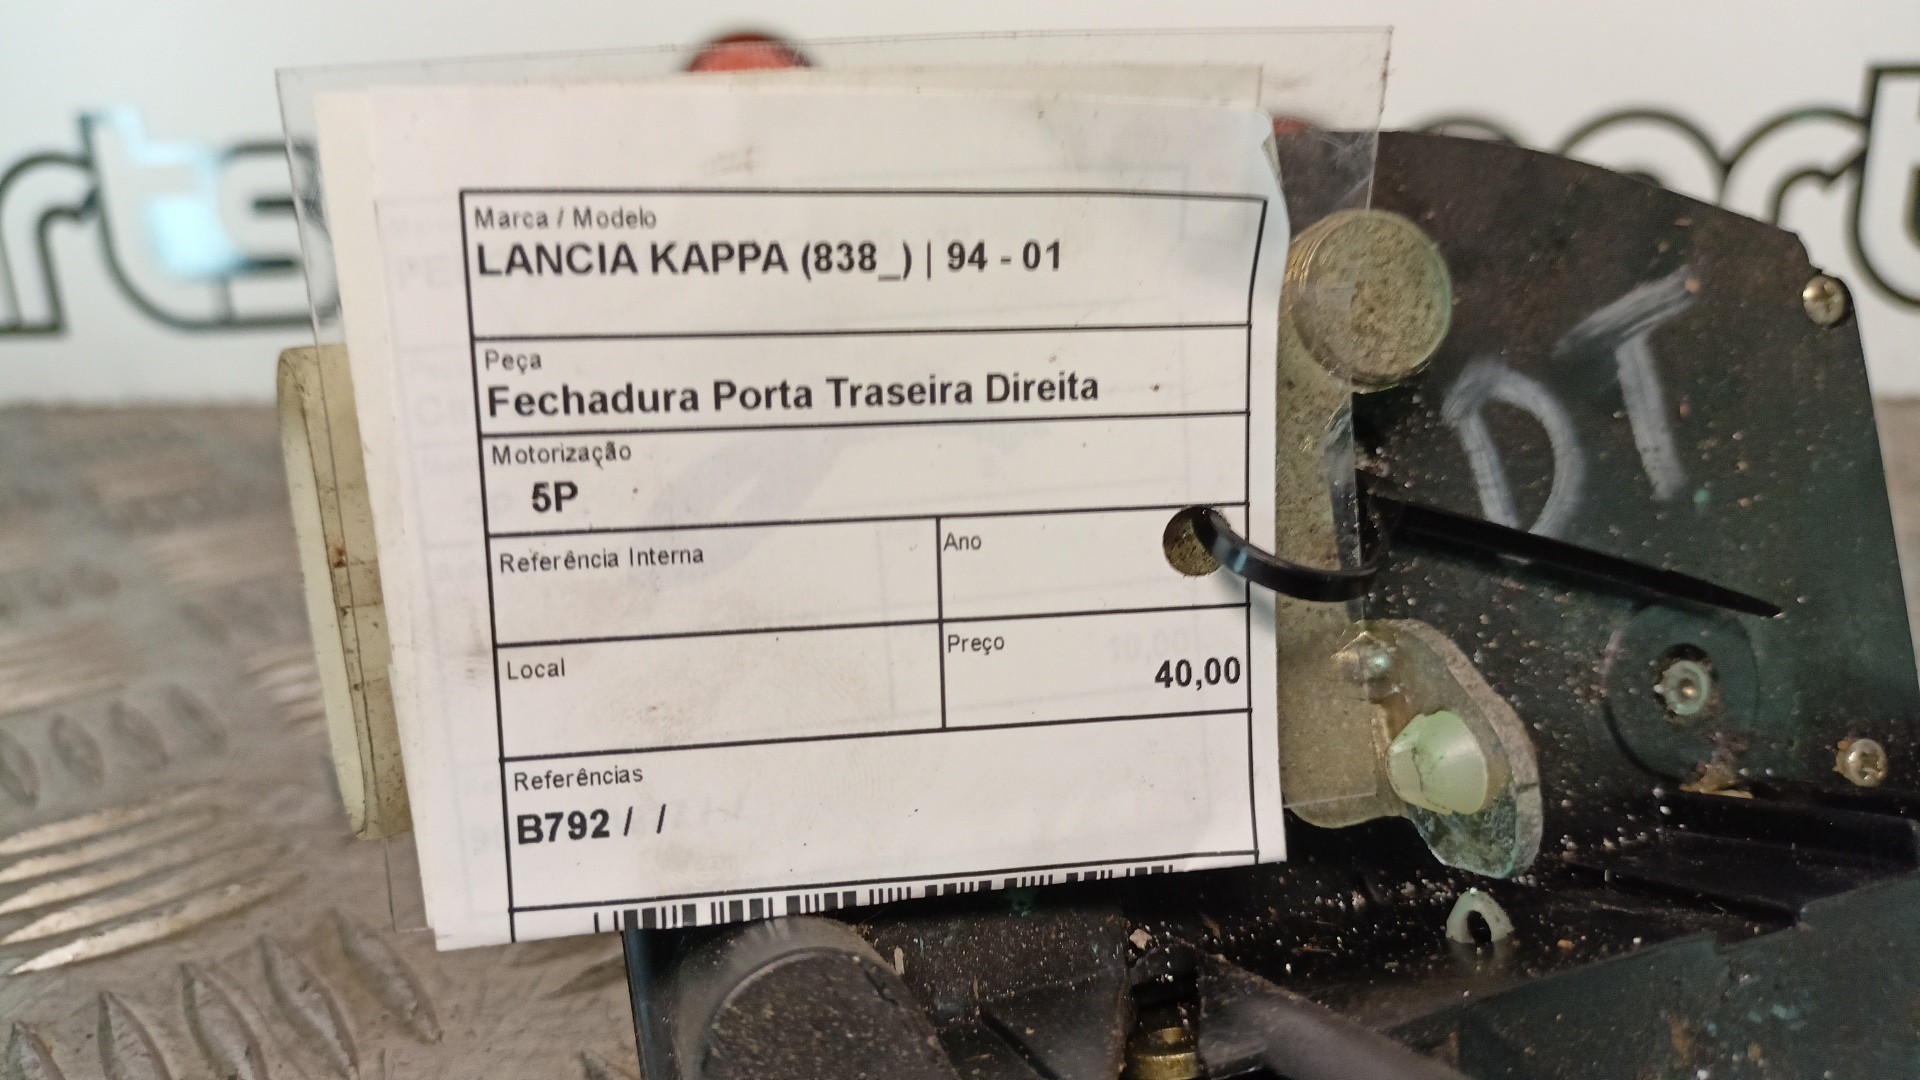 rts
Marca / Modelo
LANCIA KAPPA (838_) | 94 - 01
Peça
Fechadura Porta Traseira Direita
Motorização
5P
Referência Interna
Ano
Local
Preço
40,00
Referências
B792 / /
DT